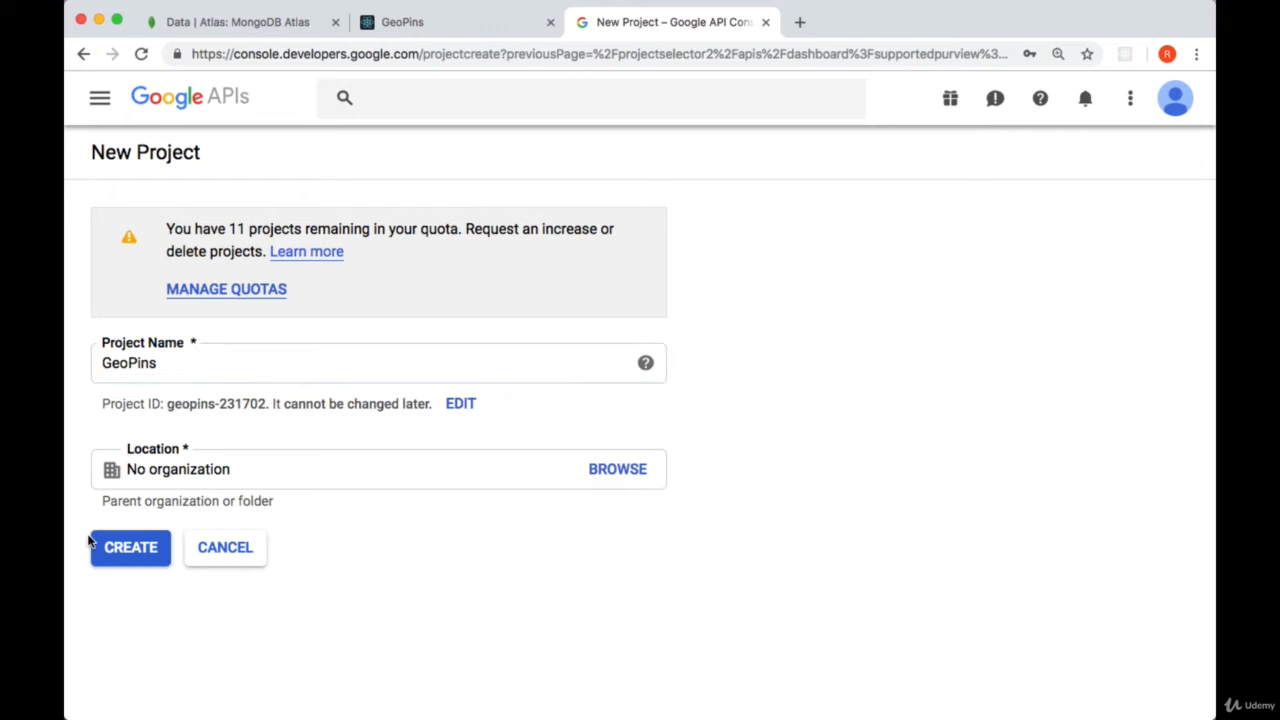 Data | Atlas: MongoDB Atlas
GeoPins
New Project – Google API Con
https://console.developers.google.com/projectcreate?previousPage=%2Fprojectselector2%2Fapis%2Fdashboard%3Fsupportedpurview%3...
R
Google APIs
New Project
You have 11 projects remaining in your quota. Request an increase or
delete projects. Learn more
MANAGE QUOTAS
Project Name *
GeoPins
Project ID: geopins-231702. It cannot be changed later. EDIT
Location *
No organization BROWSE
Parent organization or folder
CREATE CANCEL
Udemy